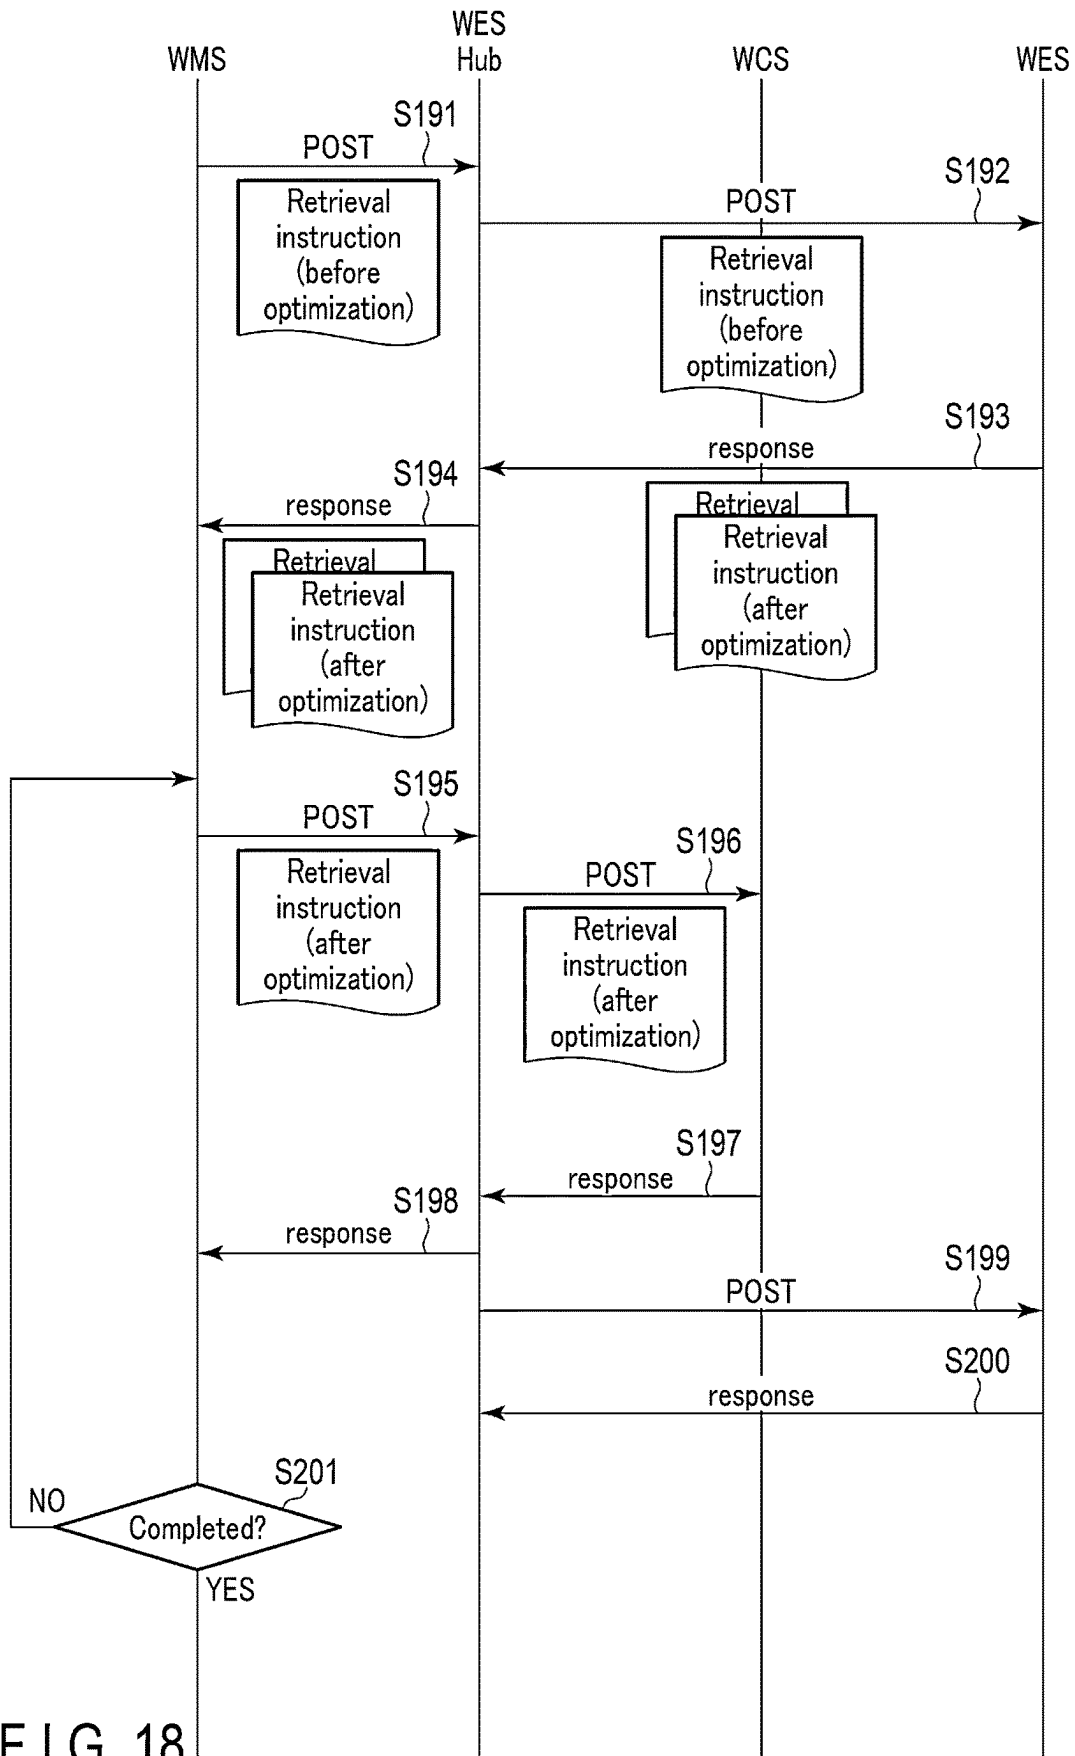 WMS
WES
Hub
WCS
WES
S191
POST
Retrieval
instruction
(before
optimization)
S192
POST
Retrieval
instruction
(before
optimization)
S193
response
Retrieval
Retrieval
instruction
(after
optimization)
S194
response
Retrieval
Retrieval
instruction
(after
optimization)
S195
POST
Retrieval
instruction
(after
optimization)
S196
POST
Retrieval
instruction
(after
optimization)
S197
response
S198
response
S199
POST
S200
response
S201
NO
Completed?
YES
FIG. 18